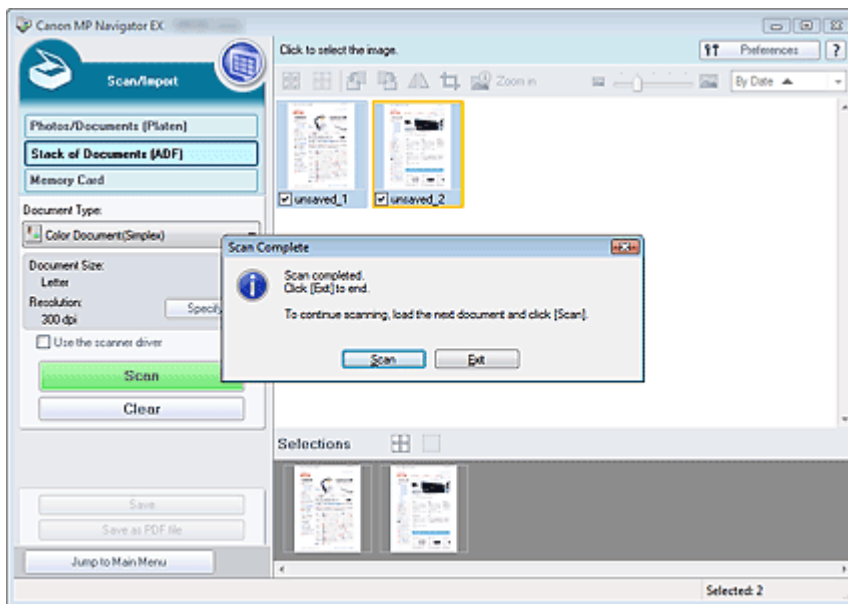 Canon MP Navigator EX
Scan/Import
Click to select the image.
Preferences
?
Zoom in
By Date
Photos/Documents (Platen)
Stack of Documents (ADF)
Memory Card
unsaved_1
unsaved_2
Document Type:
Color Document(Simplex)
Document Size:
Letter
Resolution:
300 dpi
Specify
Use the scanner driver
Scan
Clear
Scan Complete
Scan completed.
Click [Exit] to end.
To continue scanning, load the next document and click [Scan].
Scan
Exit
Selections
Save
Save as PDF file
Jump to Main Menu
Selected: 2